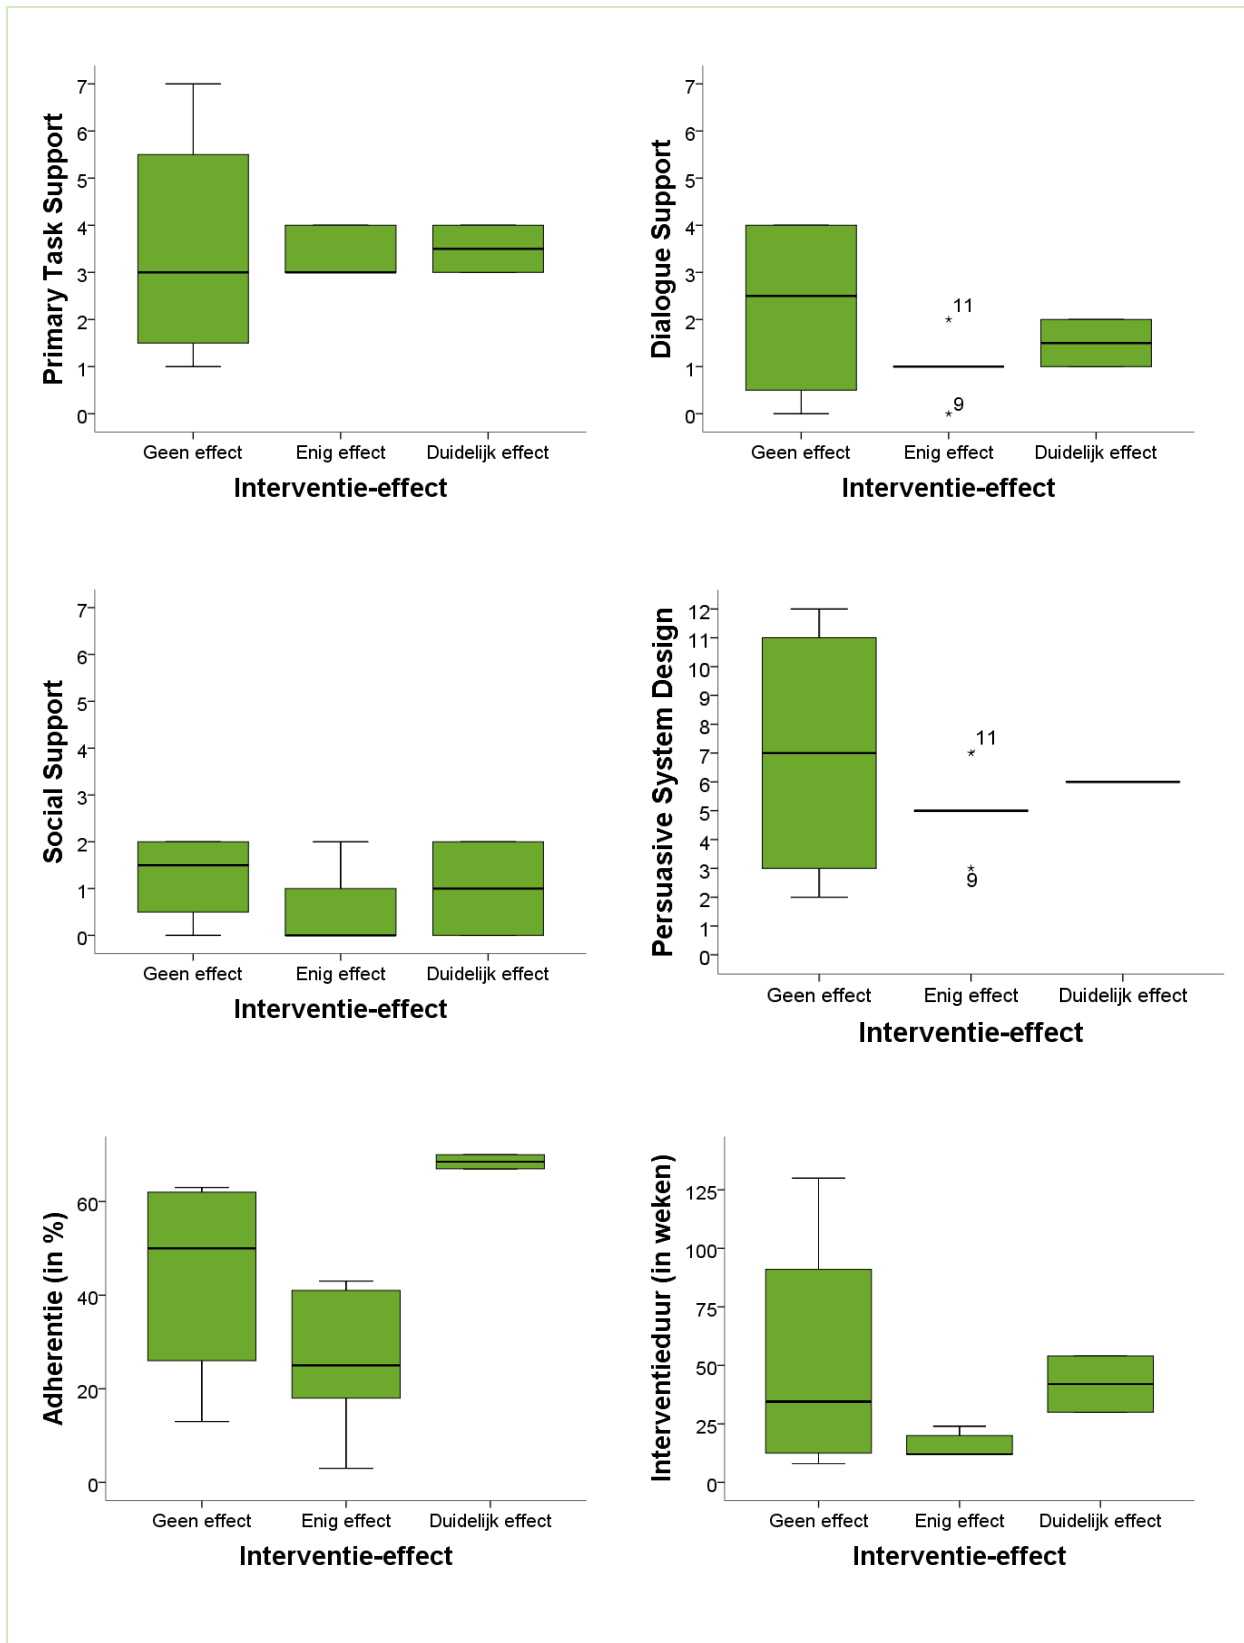 Primary Task Support
7
6
5
4
3
2
1
0
Geen effect Enig effect Duidelijk effect
Interventie-effect
Dialogue Support
7
6
5
4
3
2
1
0
11
9
Geen effect Enig effect Duidelijk effect
Interventie-effect
Social Support
7
6
5
4
3
2
1
0
Geen effect Enig effect Duidelijk effect
Interventie-effect
Persuasive System Design
12
11
10
9
8
7
6
5
4
3
2
1
0
11
9
Geen effect Enig effect Duidelijk effect
Interventie-effect
Adherentie (in %)
60
40
20
0
Geen effect Enig effect Duidelijk effect
Interventie-effect
Interventieduur (in weken)
125
100
75
50
25
0
Geen effect Enig effect Duidelijk effect
Interventie-effect